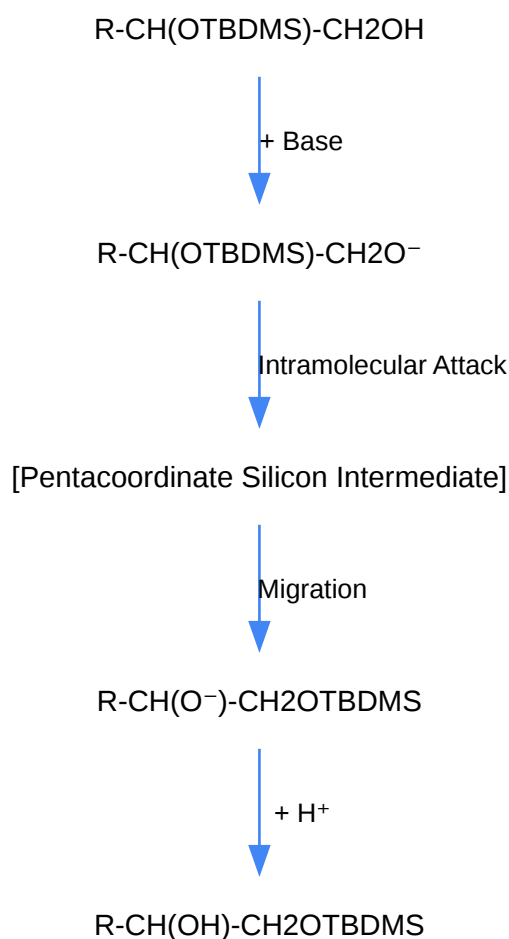 R-CH(OTBDMS)-CH2OH
+ Base
R-CH(OTBDMS)-CH2O⁻
Intramolecular Attack
[Pentacoordinate Silicon Intermediate]
Migration
R-CH(O⁻)-CH2OTBDMS
+ H⁺
R-CH(OH)-CH2OTBDMS